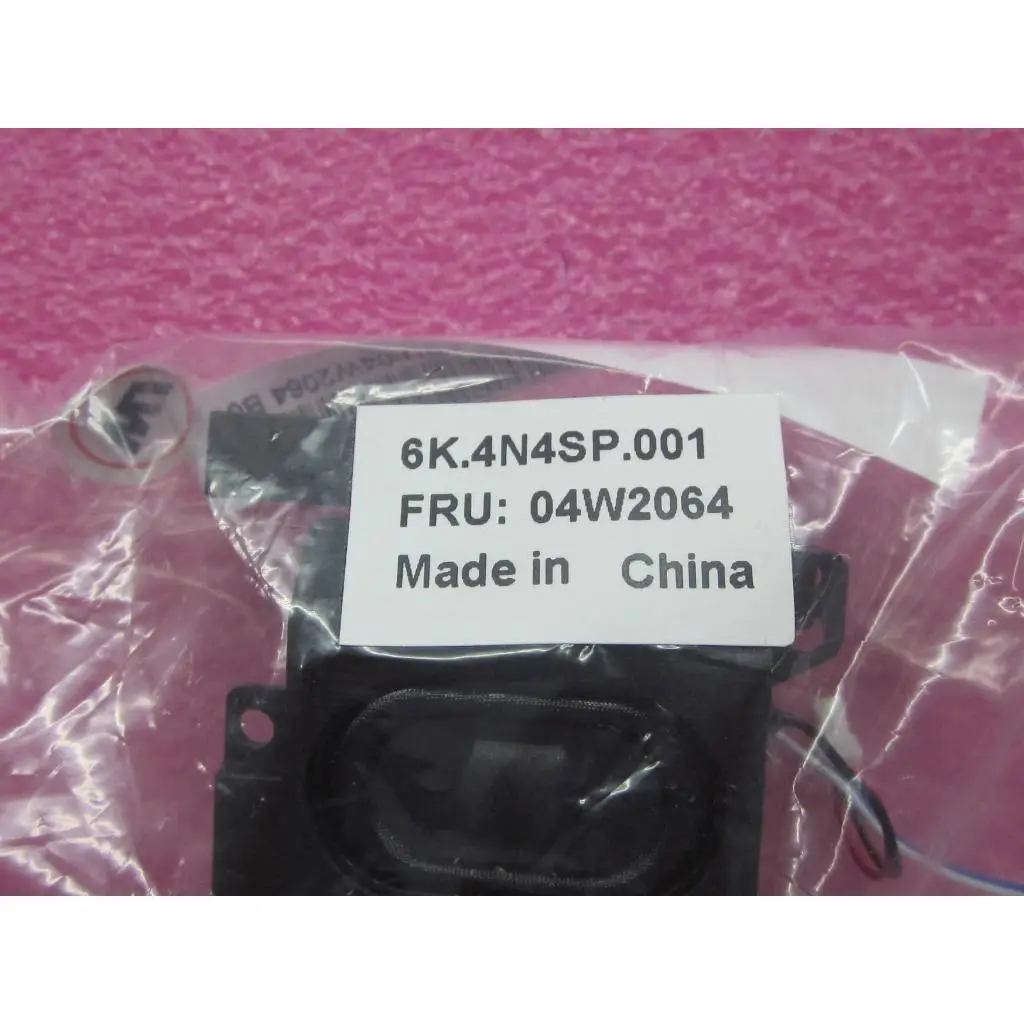 6K.4N4SP.001
FRU: 04W2064
Made in China